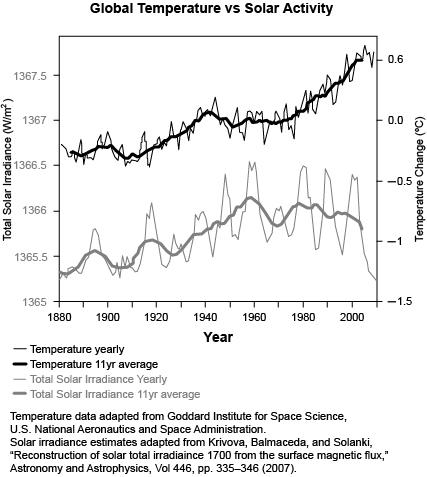 Global Temperature vs Solar Activity
Total Solar Irradiance (W/m²)
1367.5
1367
1366.5
1366
1365.5
1365
0.6
0.0
−0.5
−1
−1.5
Temperature Change (ºC)
1880 1900 1920 1940 1960 1980 2000
Year
Temperature yearly
Temperature 11yr average
Total Solar Irradiance Yearly
Total Solar Irradiance 11yr average
Temperature data adapted from Goddard Institute for Space Science,
U.S. National Aeronautics and Space Administration.
Solar irradiance estimates adapted from Krivova, Balmaceda, and Solanki,
“Reconstruction of solar total irradiaince 1700 from the surface magnetic flux,”
Astronomy and Astrophysics, Vol 446, pp. 335–346 (2007).